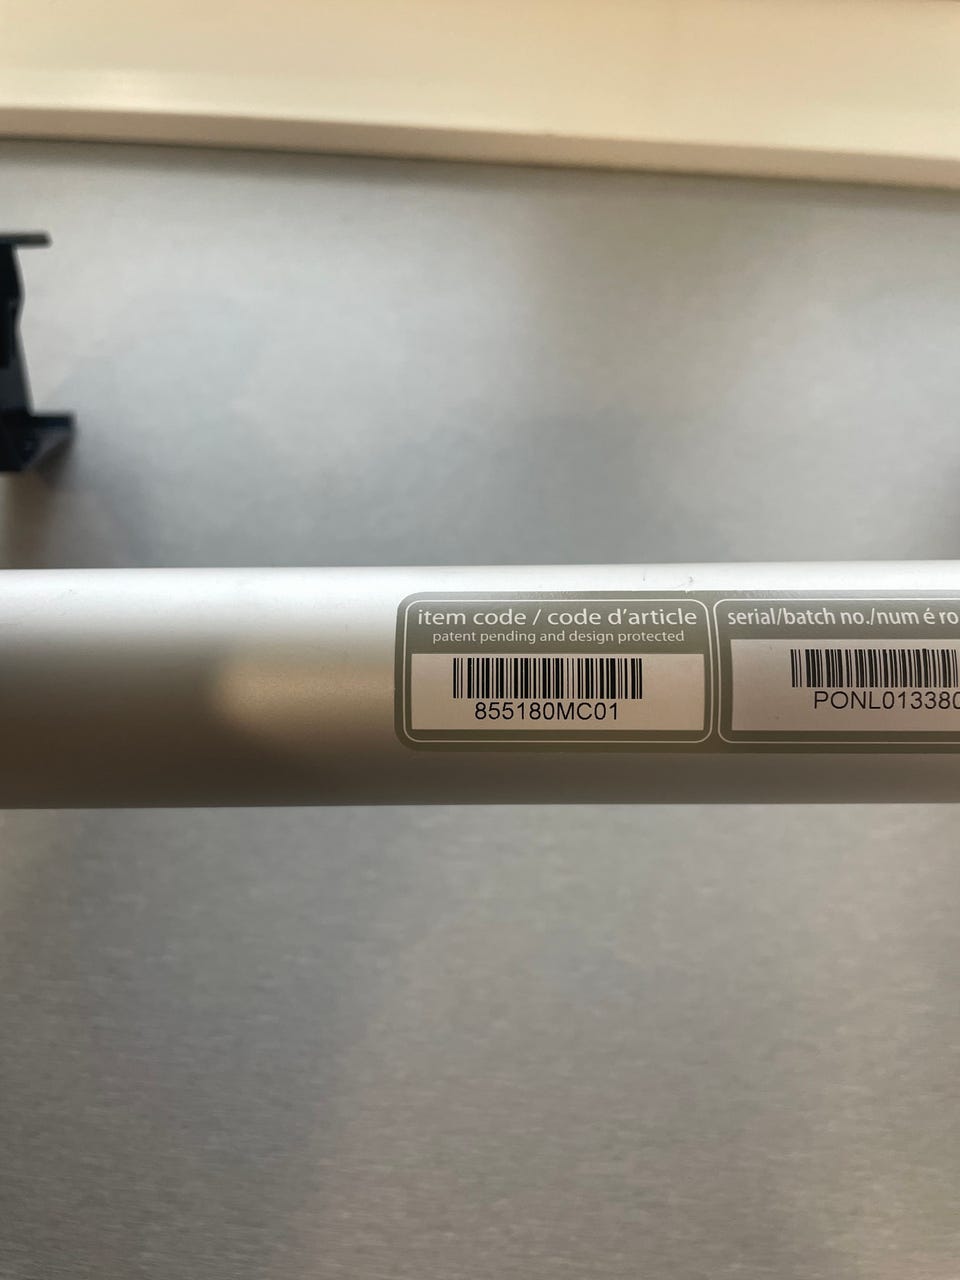 item code / code d'article
patent pending and design protected
855180MC01
serial/batch no./num é ro
PONL013380